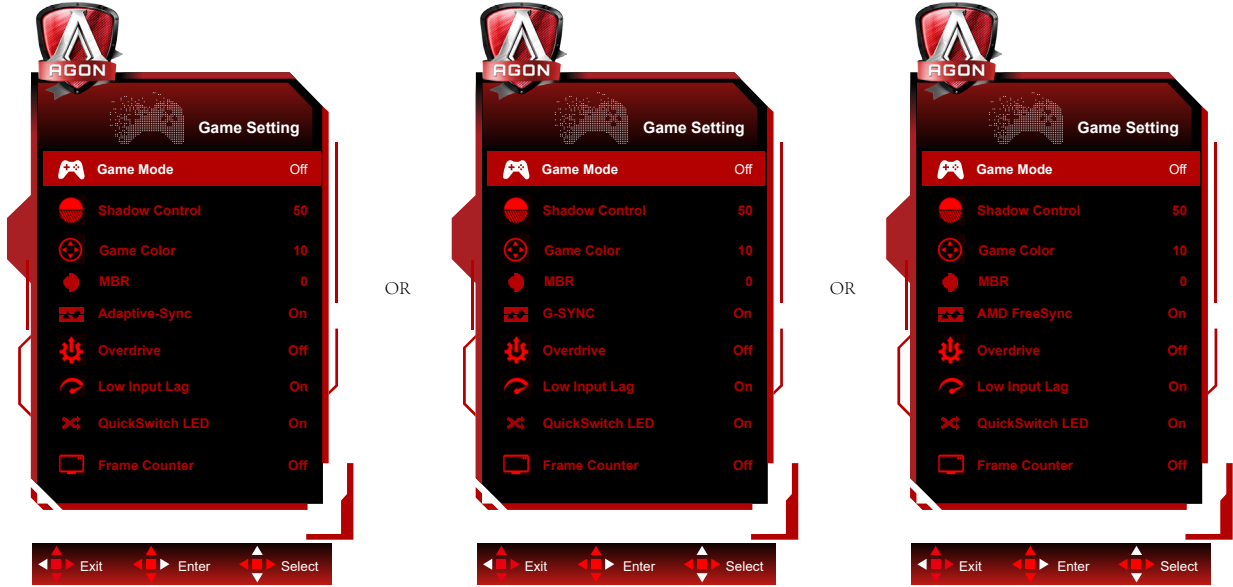 AGON
Game Setting
Game Mode Off
Shadow Control 50
Game Color 10
MBR 0
Adaptive-Sync On
Overdrive Off
Low Input Lag On
QuickSwitch LED On
Frame Counter Off
Exit Enter Select
OR
AGON
Game Setting
Game Mode Off
Shadow Control 50
Game Color 10
MBR 0
G-SYNC On
Overdrive Off
Low Input Lag On
QuickSwitch LED On
Frame Counter Off
Exit Enter Select
OR
AGON
Game Setting
Game Mode Off
Shadow Control 50
Game Color 10
MBR 0
AMD FreeSync On
Overdrive Off
Low Input Lag On
QuickSwitch LED On
Frame Counter Off
Exit Enter Select